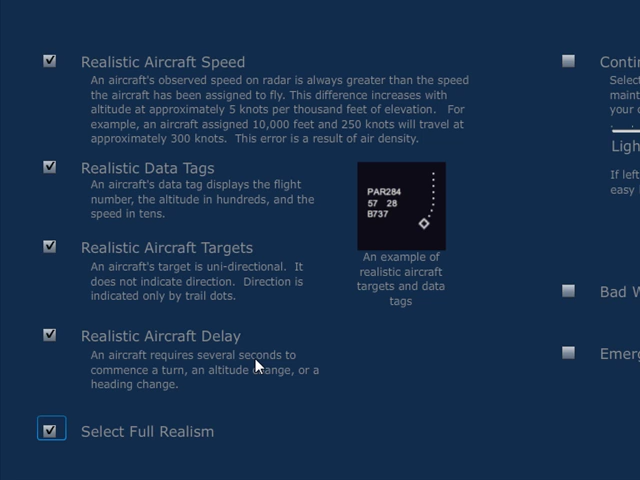 Realistic Aircraft Speed
An aircraft's observed speed on radar is always greater than the speed
the aircraft has been assigned to fly. This difference increases with
altitude at approximately 5 knots per thousand feet of elevation. For
example, an aircraft assigned 10,000 feet and 250 knots will travel at
approximately 300 knots. This error is a result of air density.
Realistic Data Tags
An aircraft's data tag displays the flight
number, the altitude in hundreds, and the
speed in tens.
PAR284
57 28
B737
An example of
realistic aircraft
targets and data
tags
Realistic Aircraft Targets
An aircraft's target is uni-directional. It
does not indicate direction. Direction is
indicated only by trail dots.
Realistic Aircraft Delay
An aircraft requires several seconds to
commence a turn, an altitude change, or a
heading change.
Select Full Realism
Contin
Select
maint
your
Ligh
If left
easy
Bad W
Emerg